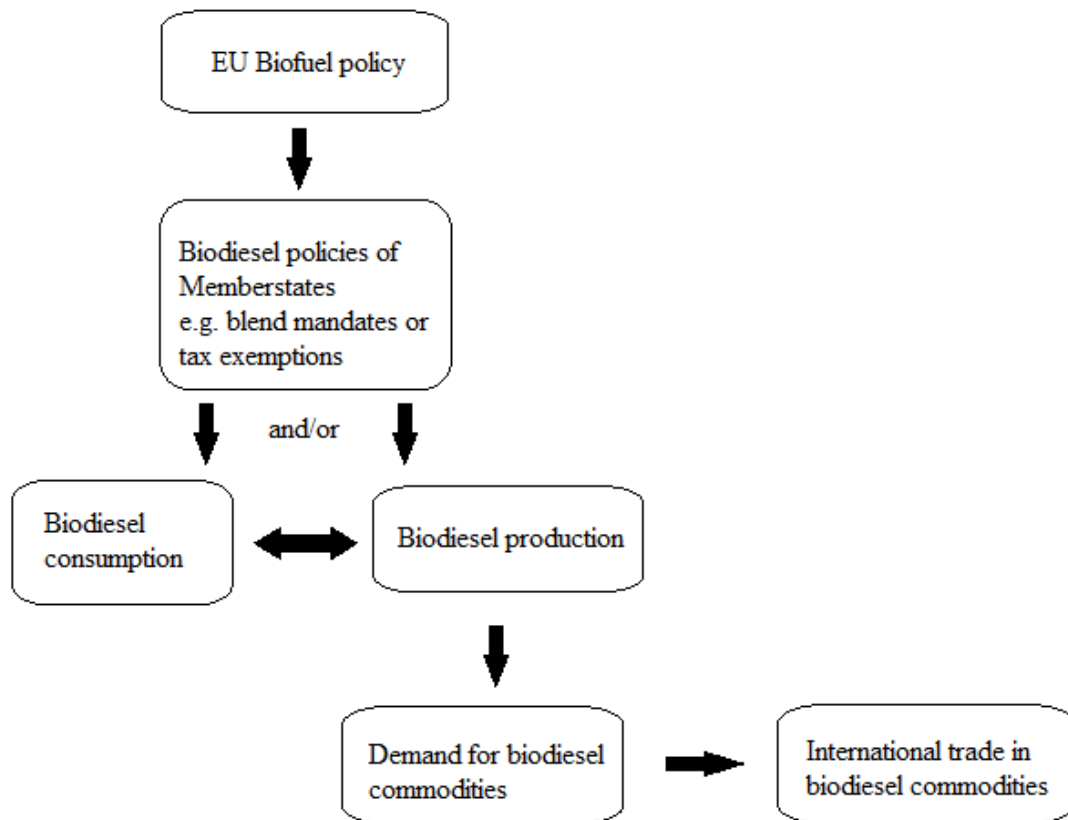 EU Biofuel policy
Biodiesel policies of
Memberstates
e.g. blend mandates or
tax exemptions
and/or
Biodiesel
consumption
Biodiesel production
Demand for biodiesel
commodities
International trade in
biodiesel commodities